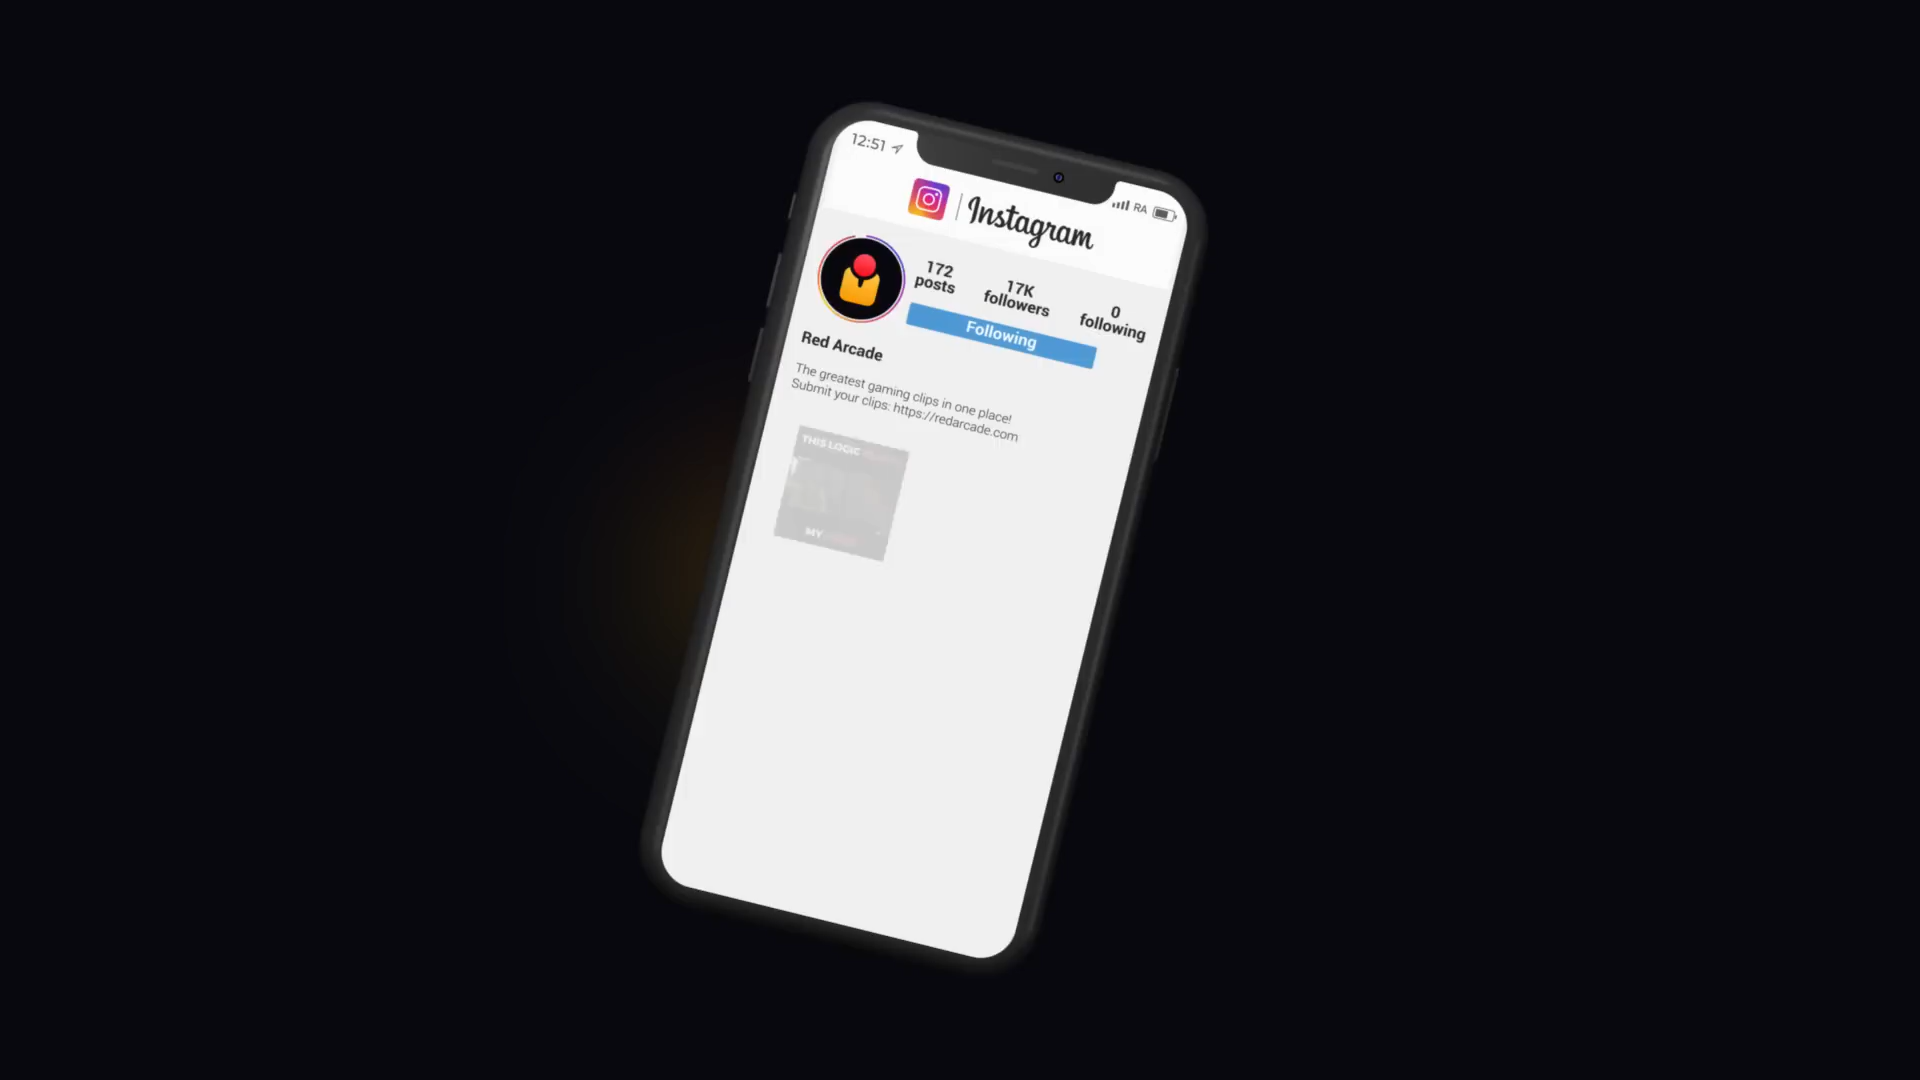 12:51
RA
Instagram
172
posts
17K
followers
0
following
Following
Red Arcade
The greatest gaming clips in one place!
Submit your clips: https://redarcade.com
THIS LOGIC
MY